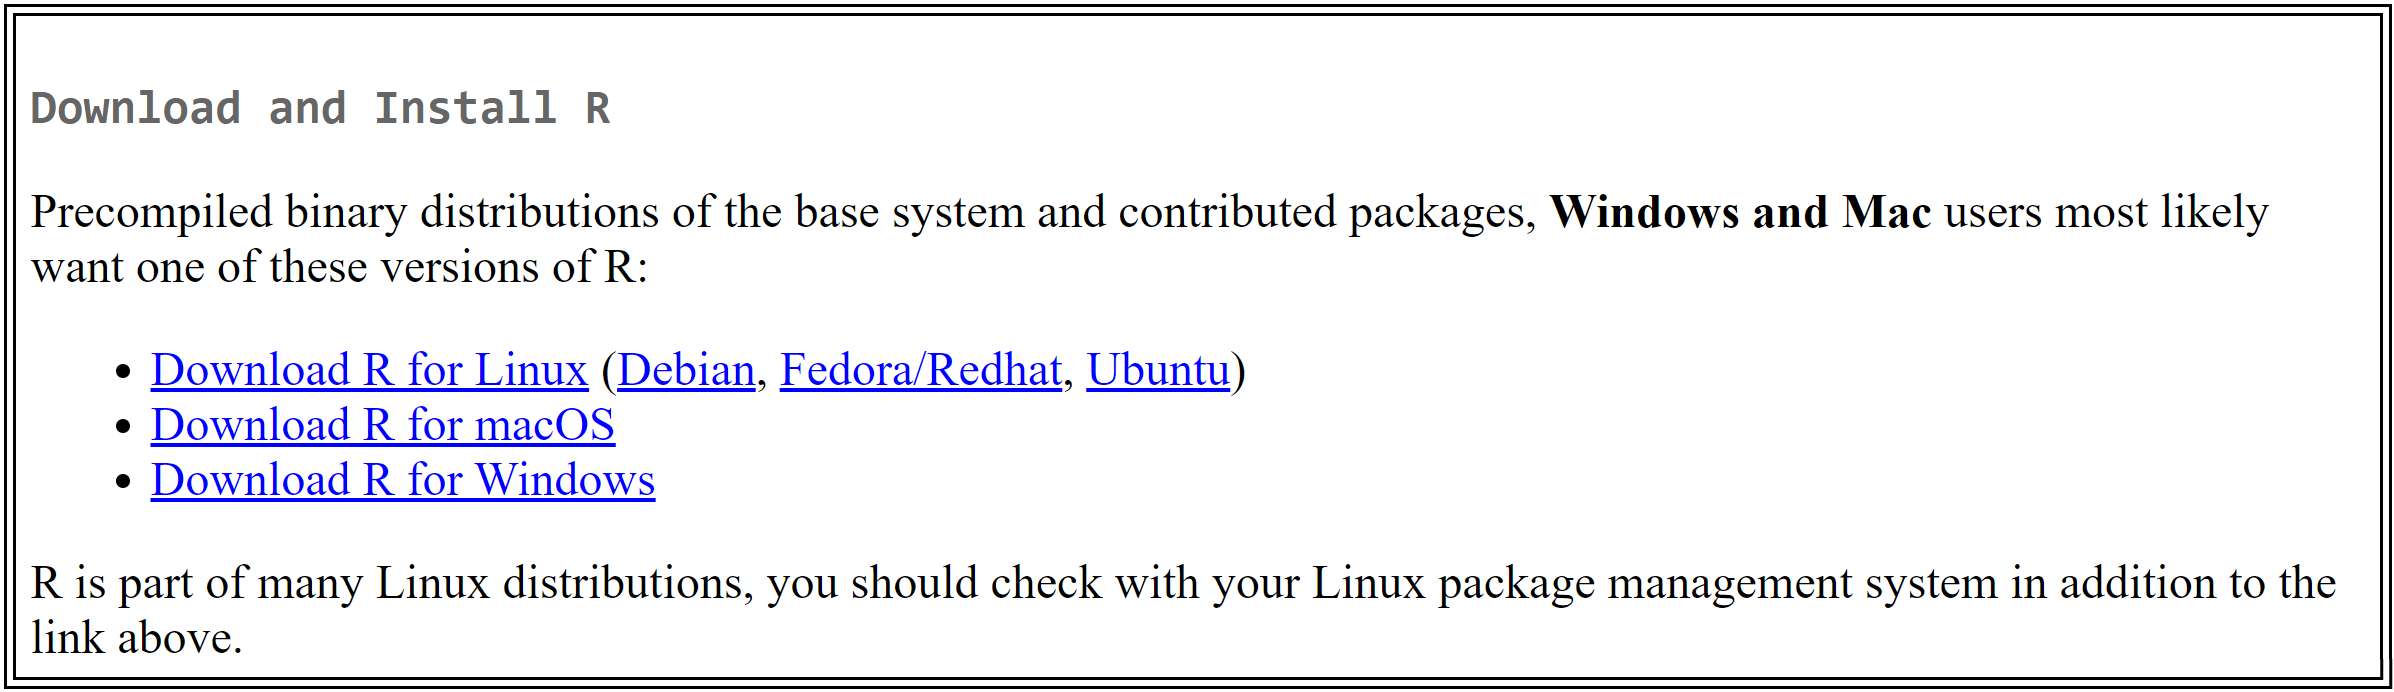 Download and Install R
Precompiled binary distributions of the base system and contributed packages, Windows and Mac users most likely
want one of these versions of R:
• Download R for Linux (Debian, Fedora/Redhat, Ubuntu)
• Download R for macOS
• Download R for Windows
R is part of many Linux distributions, you should check with your Linux package management system in addition to the
link above.